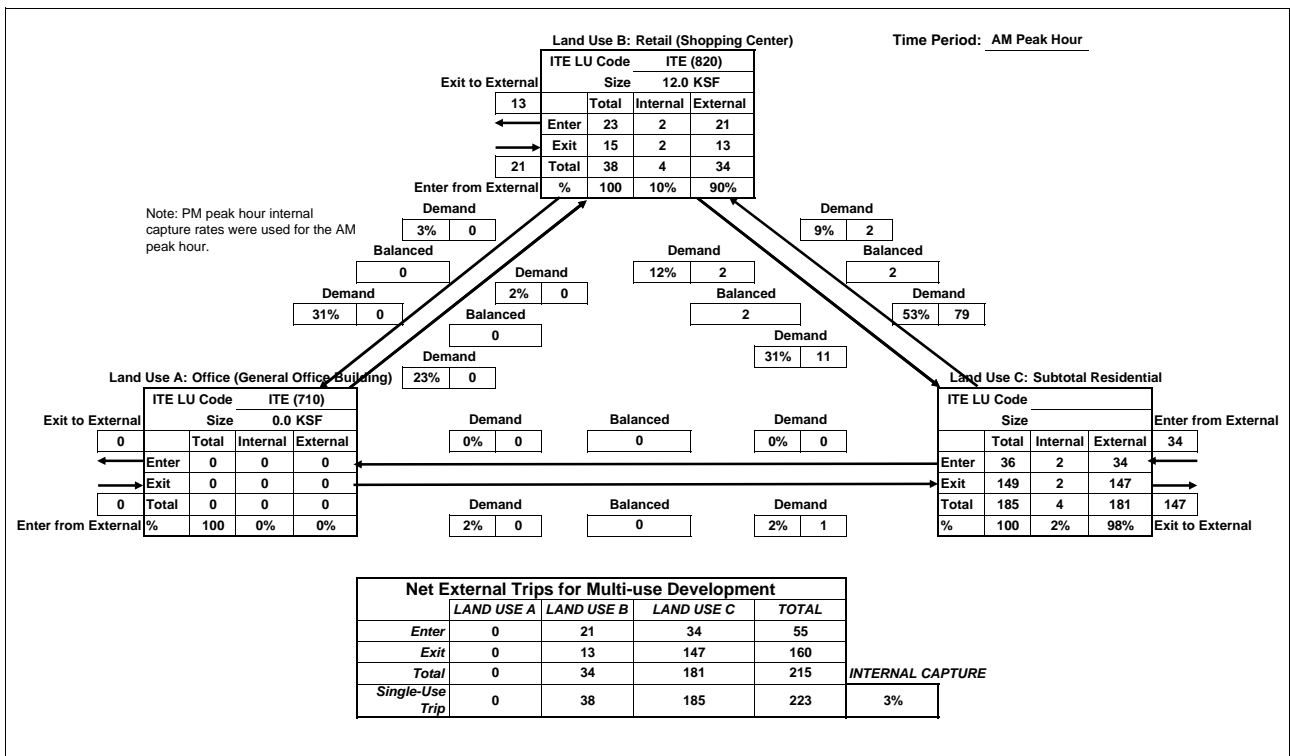 Land Use B: Retail (Shopping Center)
Time Period: AM Peak Hour
ITE LU Code ITE (820)
Exit to External Size 12.0 KSF
13 Total Internal External
Enter 23 2 21
Exit 15 2 13
21 Total 38 4 34
Enter from External % 100 10% 90%
Note: PM peak hour internal
capture rates were used for the AM
peak hour.
Demand
3% 0
Balanced
0
Demand
31% 0
Demand
2% 0
Balanced
0
Demand
23% 0
Demand
12% 2
Balanced
2
Demand
31% 11
Demand
9% 2
Balanced
2
Demand
53% 79
Land Use A: Office (General Office Building)
ITE LU Code ITE (710)
Exit to External Size 0.0 KSF
0 Total Internal External
Enter 0 0 0
Exit 0 0 0
0 Total 0 0 0
Enter from External % 100 0% 0%
Demand Balanced Demand
0% 0 0 0% 0
Demand Balanced Demand
2% 0 0 2% 1
Land Use C: Subtotal Residential
ITE LU Code
Size Enter from External
Total Internal External 34
Enter 36 2 34
Exit 149 2 147
Total 185 4 181 147
% 100 2% 98% Exit to External
Net External Trips for Multi-use Development
LAND USE A LAND USE B LAND USE C TOTAL
Enter 0 21 34 55
Exit 0 13 147 160
Total 0 34 181 215 INTERNAL CAPTURE
Single-Use
Trip 0 38 185 223 3%